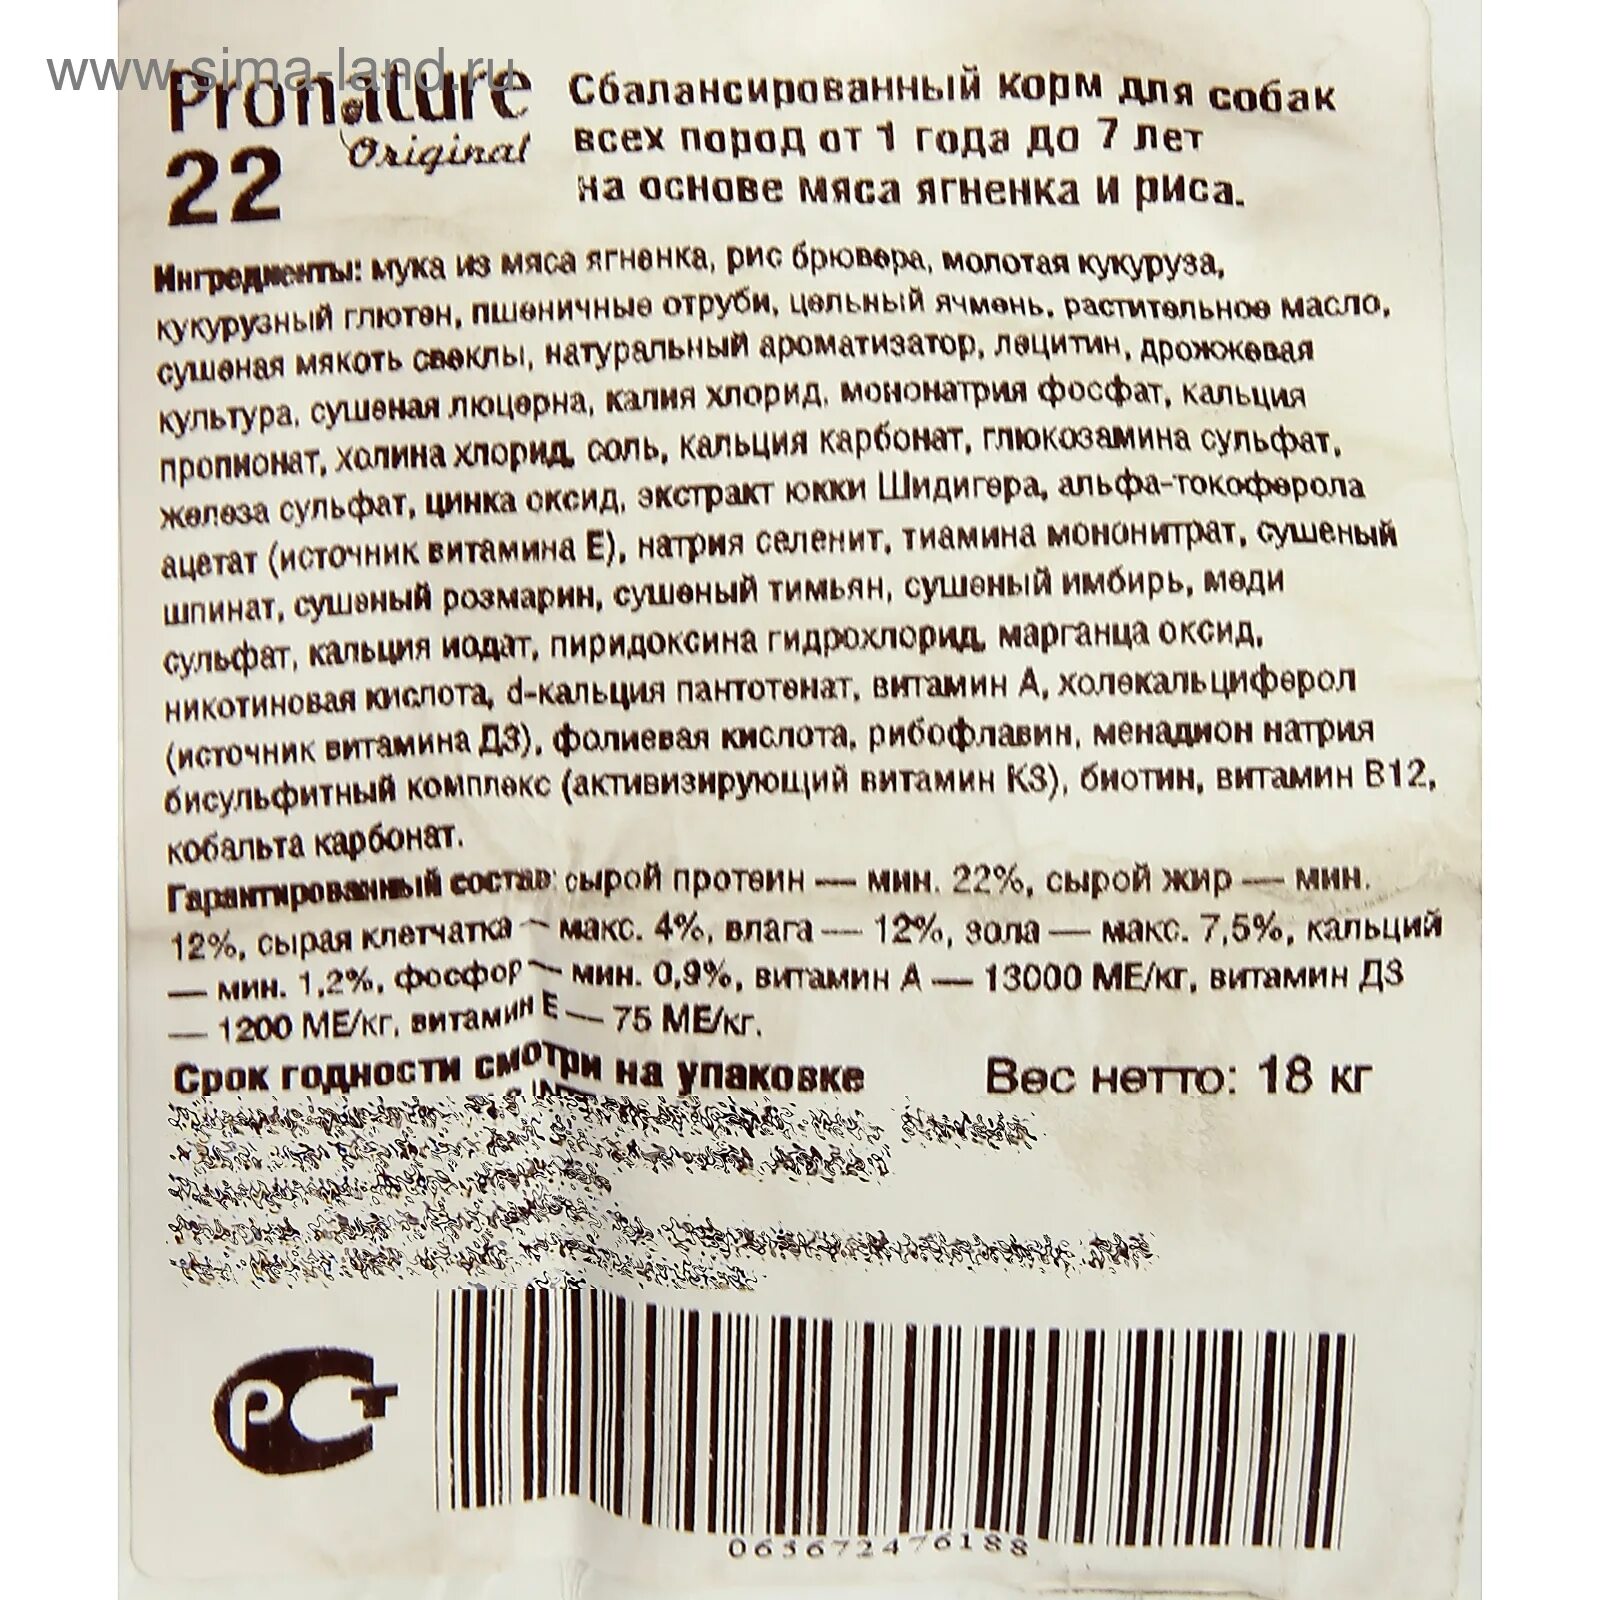 www.sima-land.ru
Pronature
Original
22
Сбалансированный корм для собак
всех пород от 1 года до 7 лет
на основе мяса ягненка и риса.
Ингредиенты: мука из мяса ягненка, рис брювера, молотая кукуруза,
кукурузный глютен, пшеничные отруби, цельный ячмень, растительное масло,
сушеная мякоть свеклы, натуральный ароматизатор, лецитин, дрожжевая
культура, сушеная люцерна, калия хлорид, мононатрия фосфат, кальция
пропионат, холина хлорид, соль, кальция карбонат, глюкозамина сульфат,
железа сульфат, цинка оксид, экстракт юкки Шидигера, альфа-токоферола
ацетат (источник витамина Е), натрия селенит, тиамина мононитрат, сушеный
шпинат, сушеный розмарин, сушеный тимьян, сушеный имбирь, меди
сульфат, кальция иодат, пиридоксина гидрохлорид, марганца оксид,
никотиновая кислота, d-кальция пантотенат, витамин А, холекальциферол
(источник витамина Д3), фолиевая кислота, рибофлавин, менадион натрия
бисульфитный комплекс (активизирующий витамин К3), биотин, витамин В12,
кобальта карбонат.
Гарантированный состав: сырой протеин — мин. 22%, сырой жир — мин.
12%, сырая клетчатка — макс. 4%, влага — 12%, зола — макс. 7,5%, кальций
— мин. 1,2%, фосфор — мин. 0,9%, витамин А — 13000 МЕ/кг, витамин Д3
— 1200 МЕ/кг, витамин Е — 75 МЕ/кг.
Срок годности смотри на упаковке
Вес нетто: 18 кг
РСТ